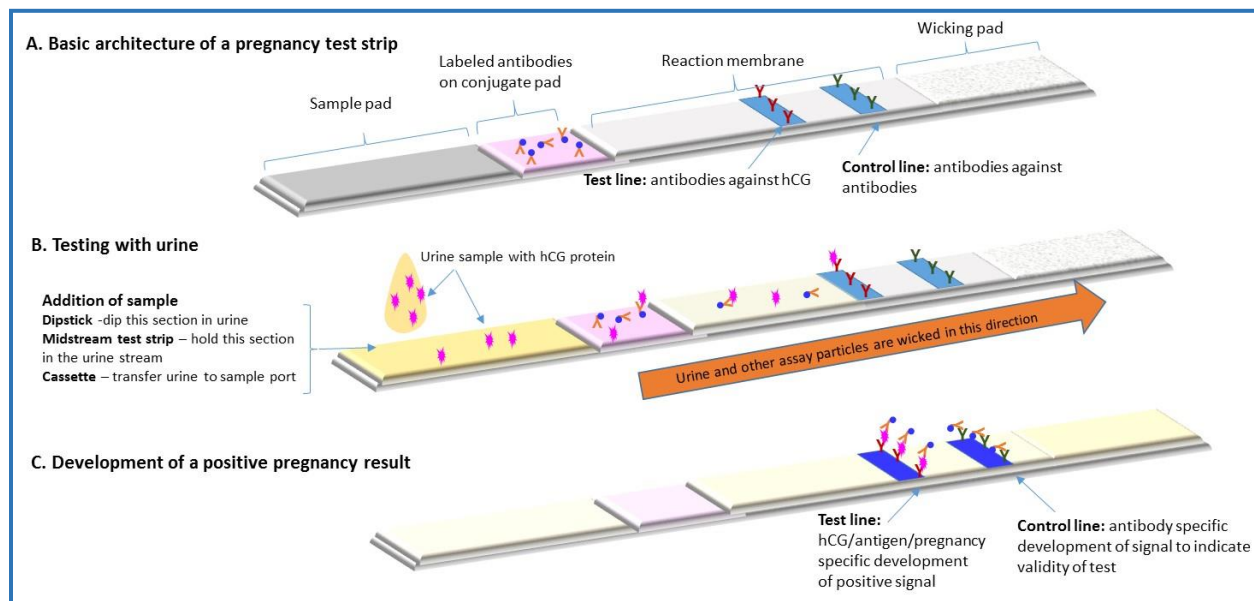 A. Basic architecture of a pregnancy test strip
Wicking pad
Labeled antibodies
on conjugate pad
Reaction membrane
Sample pad
Test line: antibodies against hCG
Control line: antibodies against
antibodies
B. Testing with urine
Urine sample with hCG protein
Addition of sample
Dipstick -dip this section in urine
Midstream test strip – hold this section
in the urine stream
Cassette – transfer urine to sample port
Urine and other assay particles are wicked in this direction
C. Development of a positive pregnancy result
Test line:
hCG/antigen/pregnancy
specific development
of positive signal
Control line: antibody specific
development of signal to indicate
validity of test